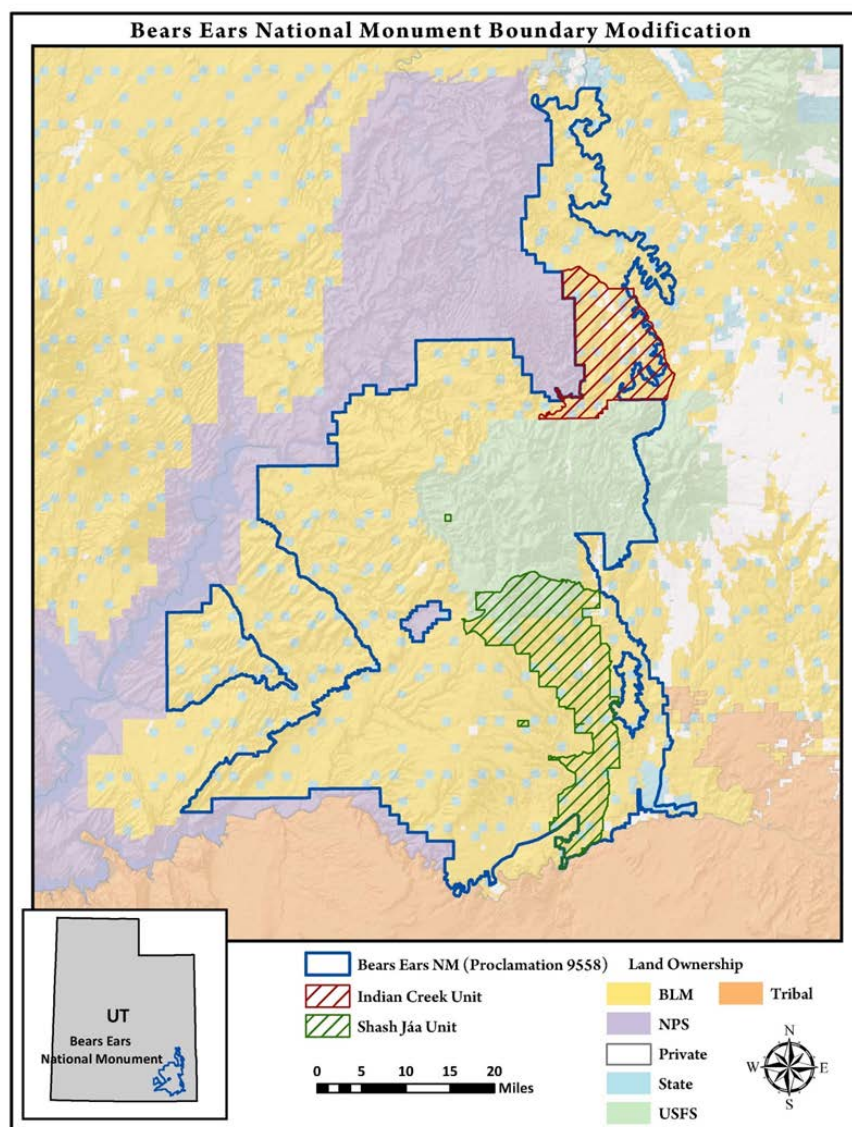 Bears Ears National Monument Boundary Modification
UT
Bears Ears
National Monument
Bears Ears NM (Proclamation 9558)
Indian Creek Unit
Shash Jáa Unit
0 5 10 15 20
Miles
Land Ownership
BLM
NPS
Private
State
USFS
Tribal
N
W E
S